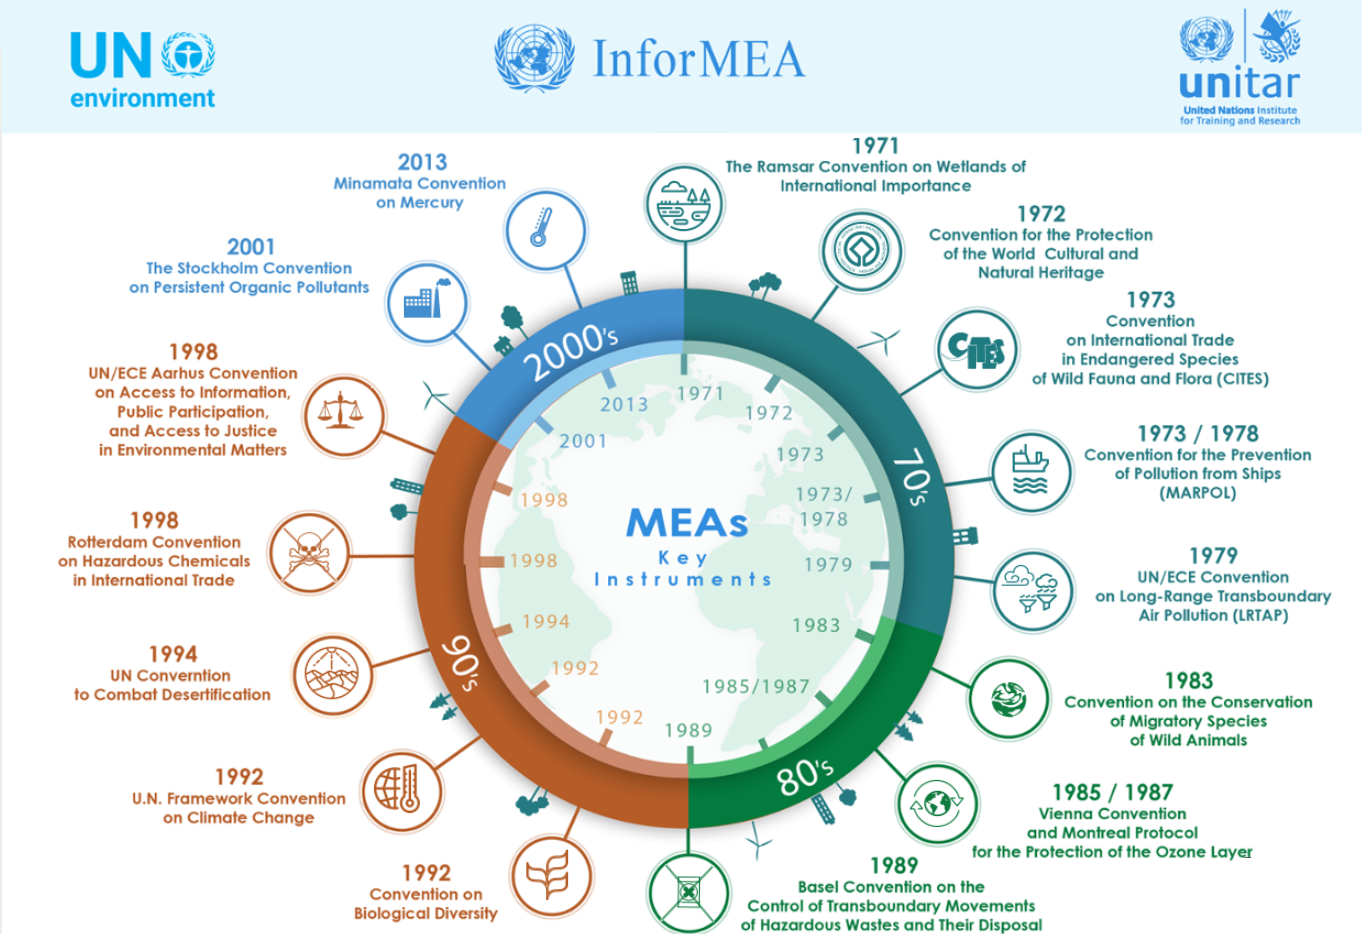 UN
environment
InforMEA
unitar
United Nations Institute
for Training and Research
1971
The Ramsar Convention on Wetlands of
International Importance
1972
Convention for the Protection
of the World Cultural and
Natural Heritage
1973
Convention
on International Trade
in Endangered Species
of Wild Fauna and Flora (CITES)
CITES
1973 / 1978
Convention for the Prevention
of Pollution from Ships
(MARPOL)
1979
UN/ECE Convention
on Long-Range Transboundary
Air Pollution (LRTAP)
1983
Convention on the Conservation
of Migratory Species
of Wild Animals
1985 / 1987
Vienna Convention
and Montreal Protocol
for the Protection of the Ozone Layer
1989
Basel Convention on the
Control of Transboundary Movements
of Hazardous Wastes and Their Disposal
1992
Convention on
Biological Diversity
1992
U.N. Framework Convention
on Climate Change
1994
UN Converntion
to Combat Desertification
1998
Rotterdam Convention
on Hazardous Chemicals
in International Trade
1998
UN/ECE Aarhus Convention
on Access to Information,
Public Participation,
and Access to Justice
in Environmental Matters
2001
The Stockholm Convention
on Persistent Organic Pollutants
2013
Minamata Convention
on Mercury
2000's
70's
80's
90's
1971
1972
1973
1973/
1978
1979
1983
1985/1987
1989
1992
1992
1994
1998
1998
2001
2013
MEAs
Key
Instruments